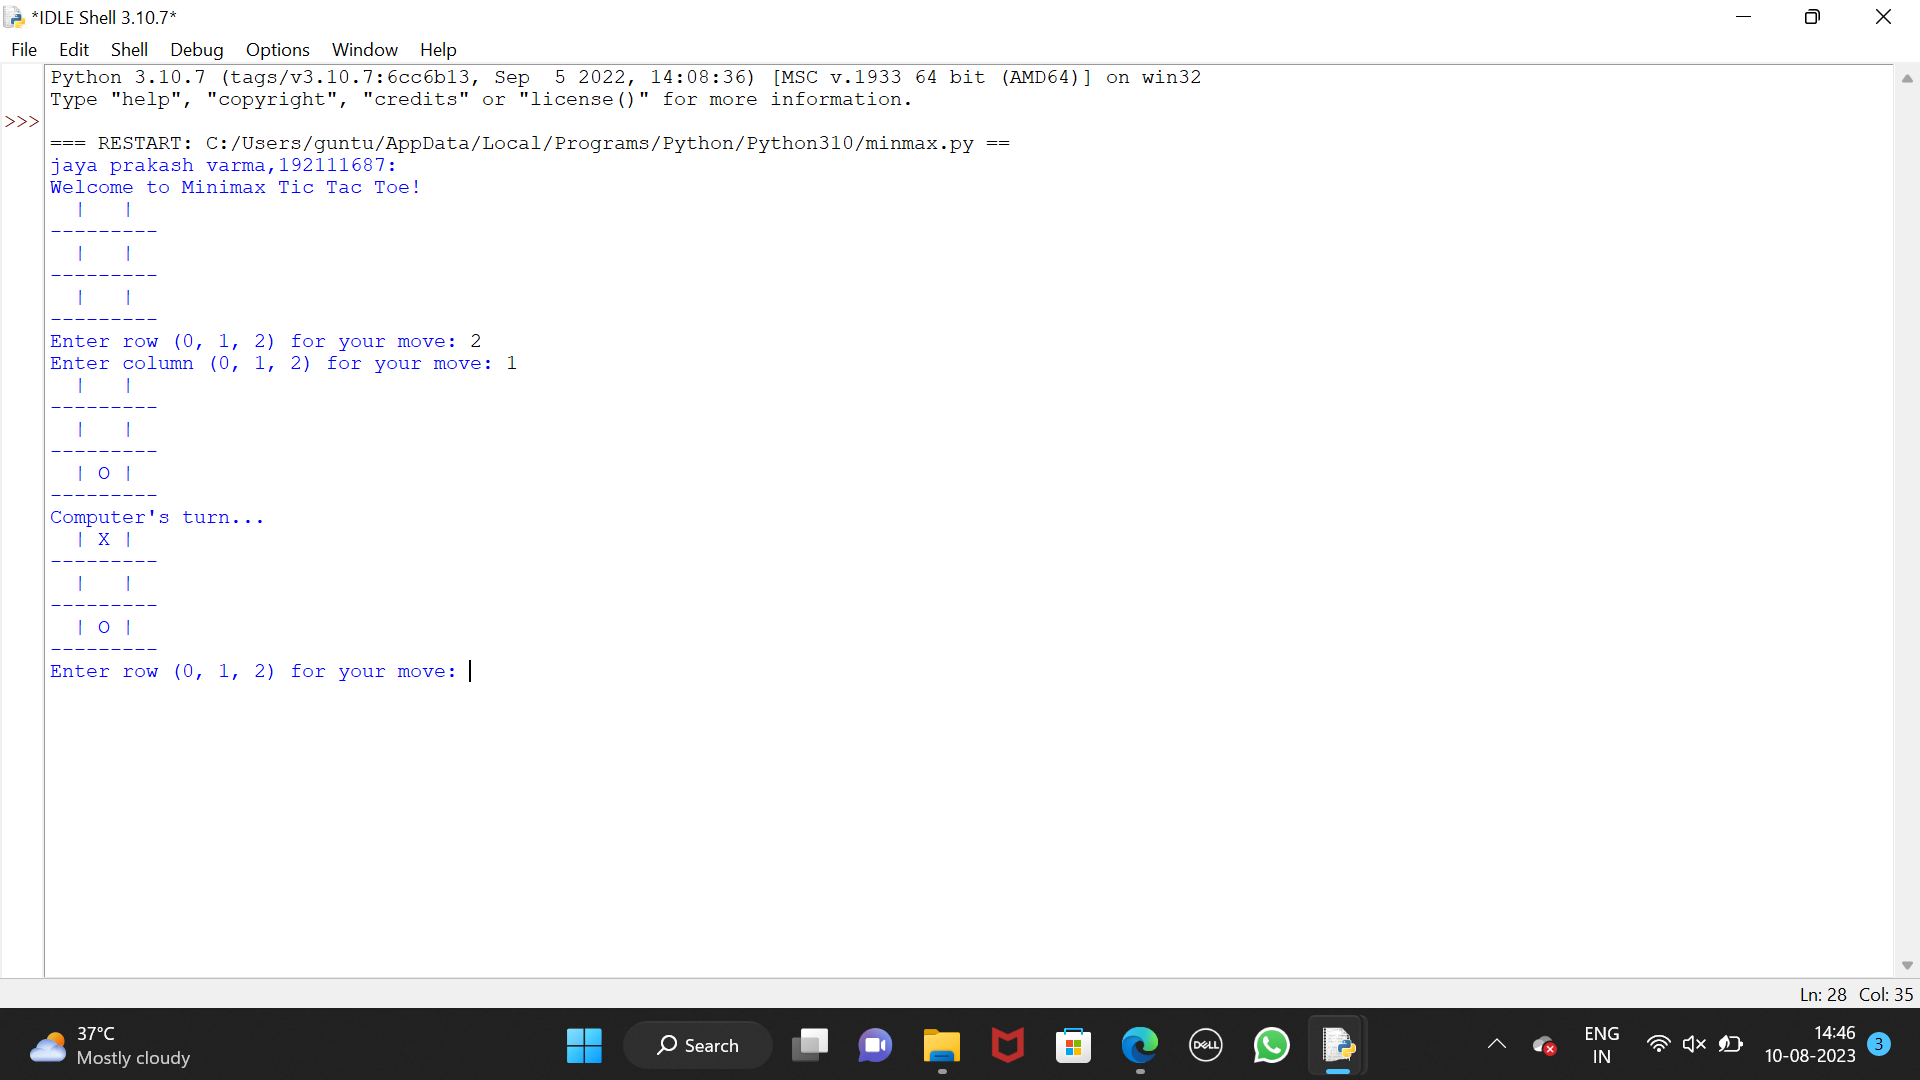 *IDLE Shell 3.10.7*
File Edit Shell Debug Options Window Help
Python 3.10.7 (tags/v3.10.7:6cc6b13, Sep  5 2022, 14:08:36) [MSC v.1933 64 bit (AMD64)] on win32
Type "help", "copyright", "credits" or "license()" for more information.
>>>
=== RESTART: C:/Users/guntu/AppData/Local/Programs/Python/Python310/minmax.py ==
jaya prakash varma,192111687:
Welcome to Minimax Tic Tac Toe!
  |   |
---------
  |   |
---------
  |   |
---------
Enter row (0, 1, 2) for your move: 2
Enter column (0, 1, 2) for your move: 1
  |   |
---------
  |   |
---------
  | O |
---------
Computer's turn...
  | X |
---------
  |   |
---------
  | O |
---------
Enter row (0, 1, 2) for your move:
Ln: 28 Col: 35
37°C
Mostly cloudy
Search
DELL
ENG
IN
14:46
10-08-2023
3